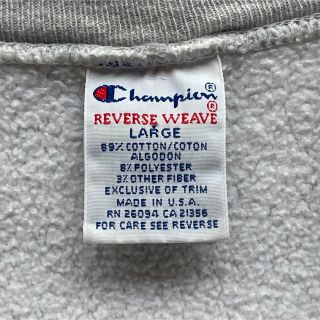 Champion®
REVERSE WEAVE®
LARGE
89% COTTON/COTON
ALGODON
8% POLYESTER
3% OTHER FIBER
EXCLUSIVE OF TRIM
MADE IN U.S.A.
RN 26094 CA 21356
FOR CARE SEE REVERSE